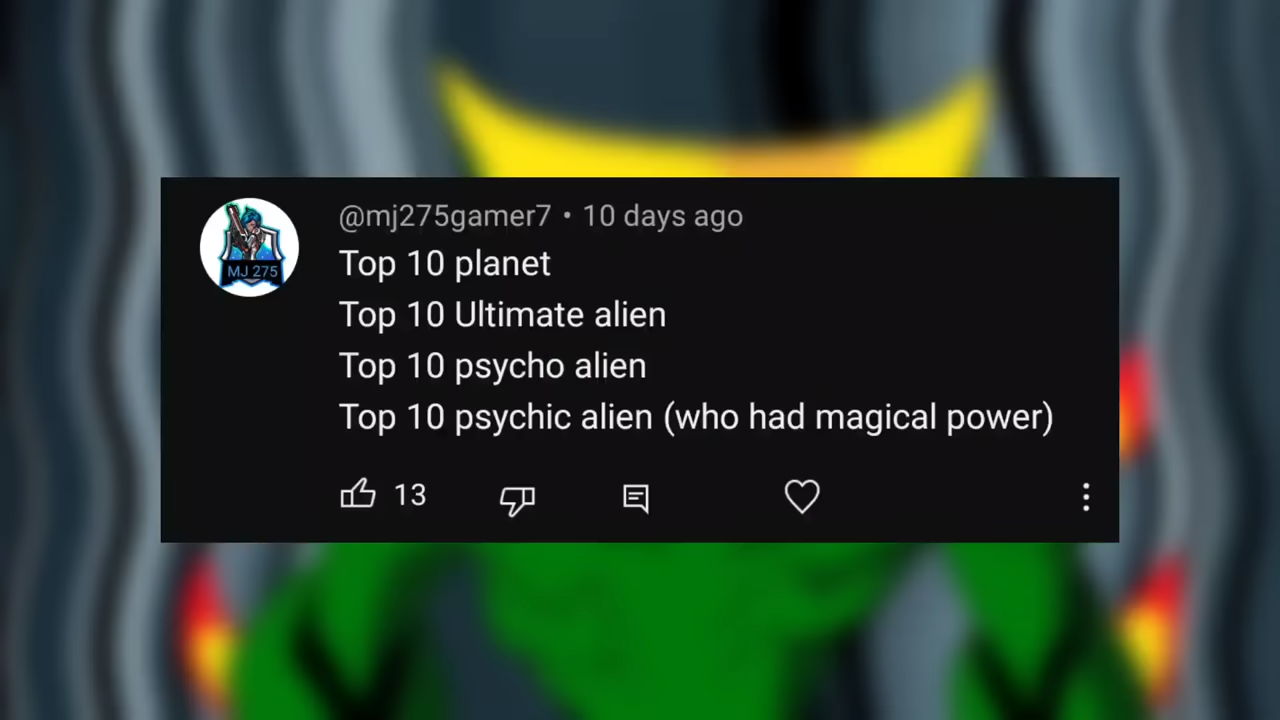 @mj275gamer7 • 10 days ago
MJ 275
Top 10 planet
Top 10 Ultimate alien
Top 10 psycho alien
Top 10 psychic alien (who had magical power)
13